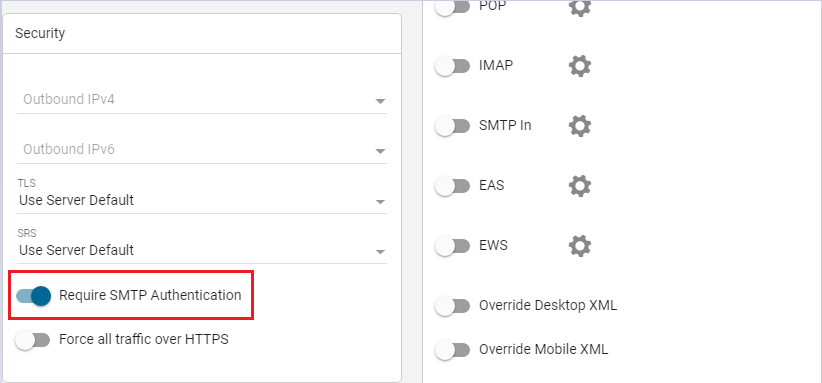 Security
Outbound IPv4
Outbound IPv6
TLS
Use Server Default
SRS
Use Server Default
Require SMTP Authentication
Force all traffic over HTTPS
POP
IMAP
SMTP In
EAS
EWS
Override Desktop XML
Override Mobile XML